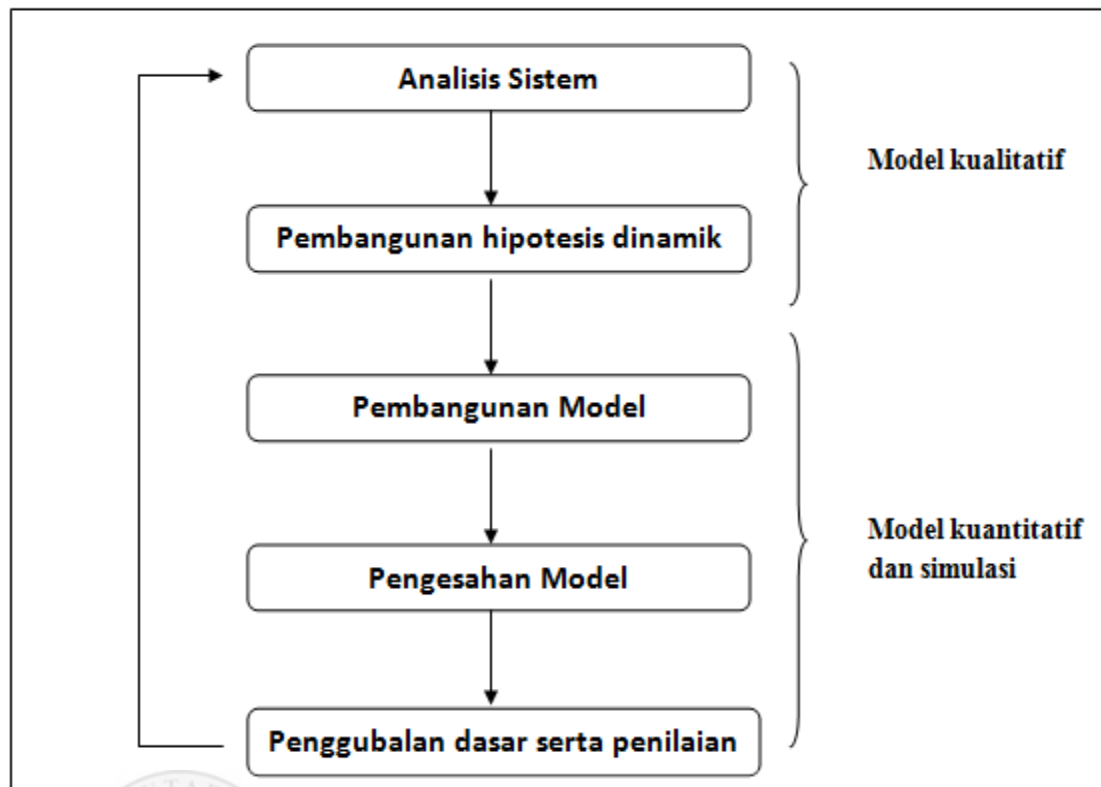 Analisis Sistem
Model kualitatif
Pembangunan hipotesis dinamik
Pembangunan Model
Model kuantitatif
dan simulasi
Pengesahan Model
Penggubalan dasar serta penilaian